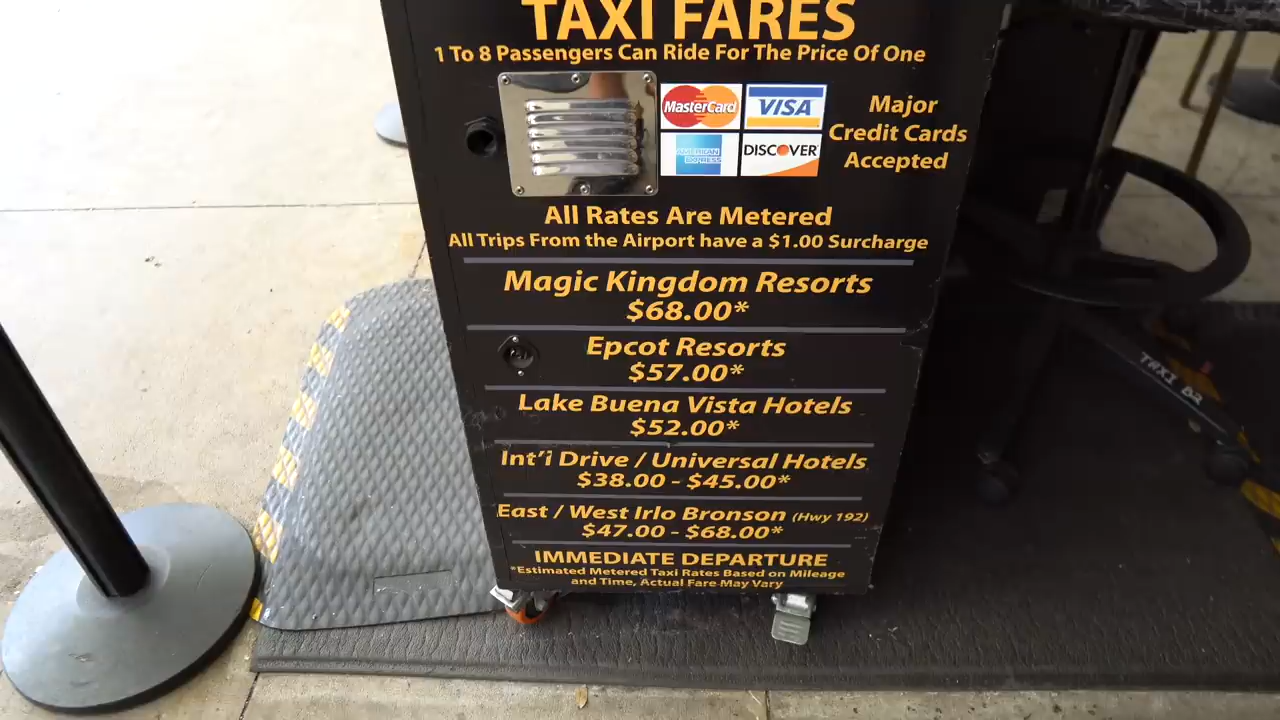 TAXI FARES
1 To 8 Passengers Can Ride For The Price Of One
MasterCard
VISA
AMERICAN EXPRESS
DISCOVER
Major
Credit Cards
Accepted
All Rates Are Metered
All Trips From the Airport have a $1.00 Surcharge
Magic Kingdom Resorts
$68.00*
Epcot Resorts
$57.00*
Lake Buena Vista Hotels
$52.00*
Int'l Drive / Universal Hotels
$38.00 - $45.00*
East / West Irlo Bronson (Hwy 192)
$47.00 - $68.00*
IMMEDIATE DEPARTURE
*Estimated Metered Taxi Rates Based on Mileage
and Time, Actual Fare May Vary
TAXI B2